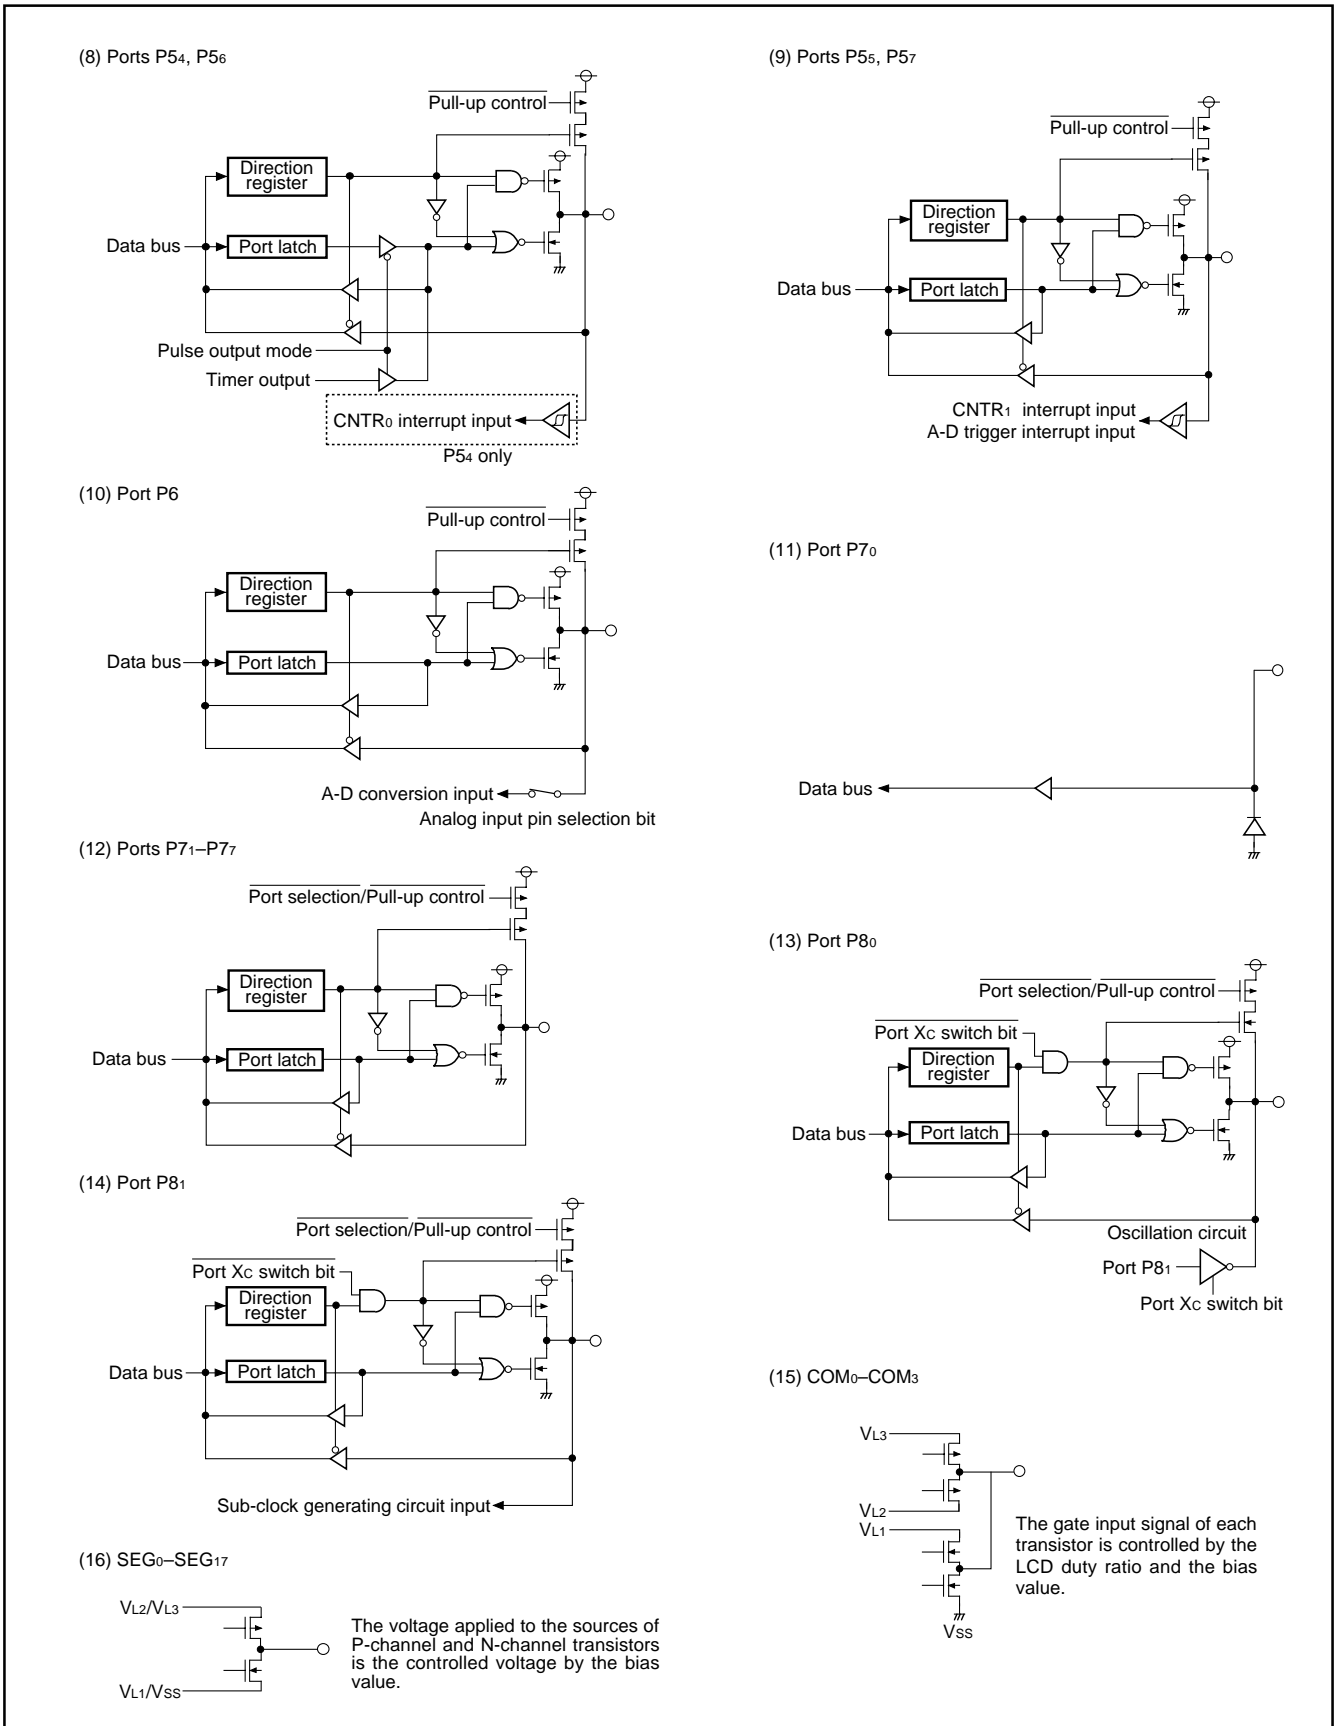 (8) Ports P54, P56
Pull-up control
Direction
register
Data bus
Port latch
Pulse output mode
Timer output
CNTR0 interrupt input
P54 only
(9) Ports P55, P57
Pull-up control
Direction
register
Data bus
Port latch
CNTR1 interrupt input
A-D trigger interrupt input
(10) Port P6
Pull-up control
Direction
register
Data bus
Port latch
A-D conversion input
Analog input pin selection bit
(11) Port P70
Data bus
(12) Ports P71–P77
Port selection/Pull-up control
Direction
register
Data bus
Port latch
(13) Port P80
Port selection/Pull-up control
Port XC switch bit
Direction
register
Data bus
Port latch
Oscillation circuit
Port P81
Port XC switch bit
(14) Port P81
Port selection/Pull-up control
Port XC switch bit
Direction
register
Data bus
Port latch
Sub-clock generating circuit input
(15) COM0–COM3
VL3
VL2
VL1
VSS
The gate input signal of each
transistor is controlled by the
LCD duty ratio and the bias
value.
(16) SEG0–SEG17
VL2/VL3
VL1/VSS
The voltage applied to the sources of
P-channel and N-channel transistors
is the controlled voltage by the bias
value.